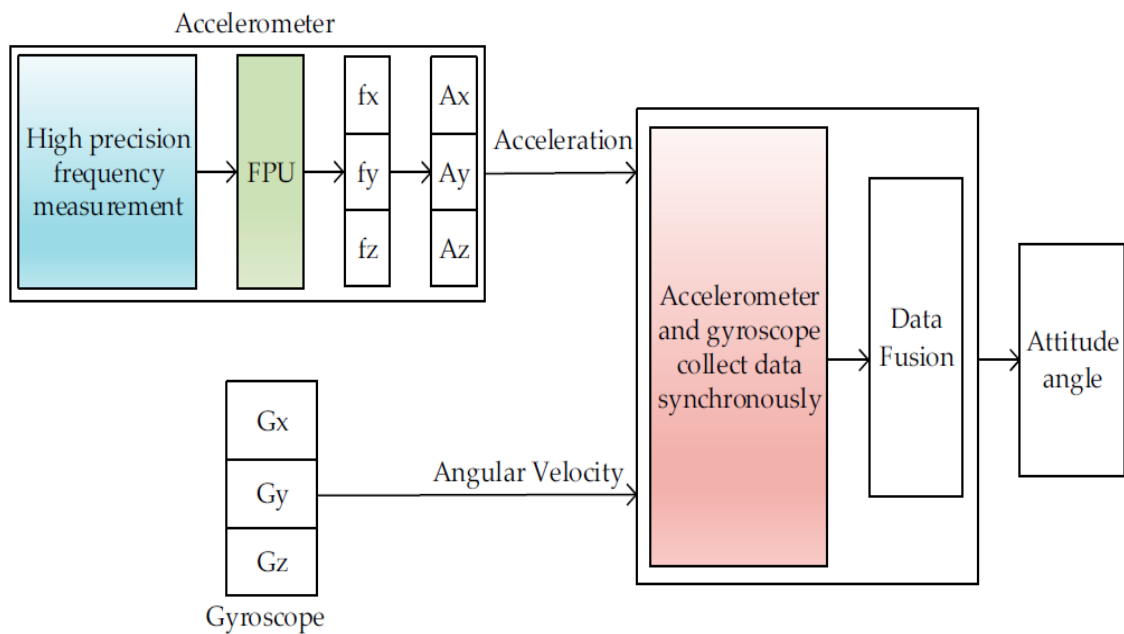 Accelerometer
High precision
frequency
measurement
FPU
fx
fy
fz
Ax
Ay
Az
Acceleration
Gx
Gy
Gz
Gyroscope
Angular Velocity
Accelerometer
and gyroscope
collect data
synchronously
Data
Fusion
Attitude
angle